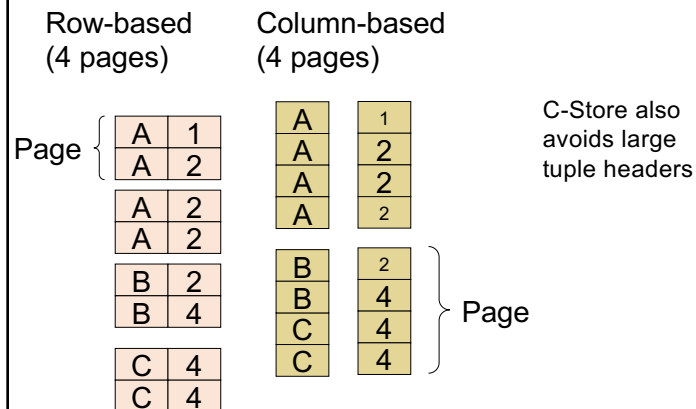 Row-based
(4 pages)
Column-based
(4 pages)
C-Store also
avoids large
tuple headers
Page
A 1
A 2
A 2
A 2
B 2
B 4
C 4
C 4
A 1
A 2
A 2
A 2
B 2
B 4
C 4
C 4
Page